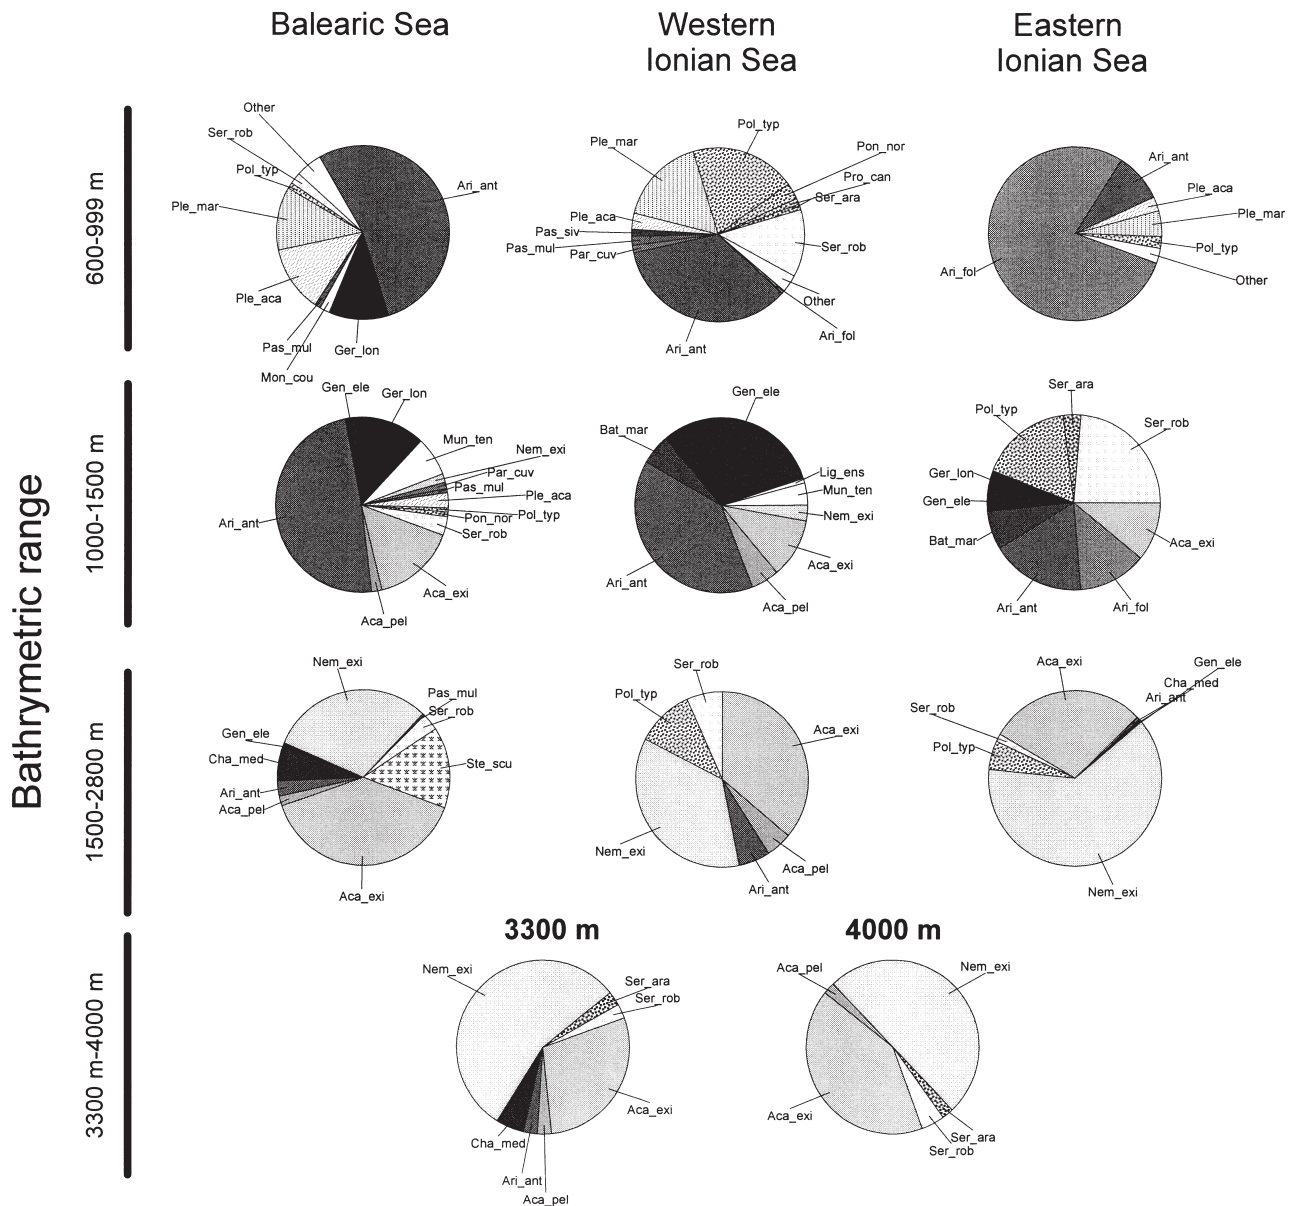 Balearic Sea
Western
Ionian Sea
Eastern
Ionian Sea
Bathrymetric range
600-999 m
Other
Ser_rob
Pol_typ
Ple_mar
Ple_aca
Pas_mul
Mon_cou
Ger_lon
Ari_ant
Pol_typ
Ple_mar
Pon_nor
Pro_can
Ser_ara
Ple_aca
Pas_siv
Pas_mul
Par_cuv
Ser_rob
Other
Ari_fol
Ari_ant
Ari_ant
Ple_aca
Ple_mar
Pol_typ
Other
Ari_fol
1000-1500 m
Gen_ele
Ger_lon
Mun_ten
Nem_exi
Par_cuv
Pas_mul
Ple_aca
Pol_typ
Pon_nor
Ser_rob
Ari_ant
Aca_exi
Aca_pel
Gen_ele
Bat_mar
Lig_ens
Mun_ten
Nem_exi
Aca_exi
Ari_ant
Aca_pel
Ser_ara
Pol_typ
Ser_rob
Ger_lon
Gen_ele
Bat_mar
Aca_exi
Ari_ant
Ari_fol
1500-2800 m
Nem_exi
Pas_mul
Ser_rob
Gen_ele
Cha_med
Ste_scu
Ari_ant
Aca_pel
Aca_exi
Ser_rob
Pol_typ
Aca_exi
Nem_exi
Aca_pel
Ari_ant
Aca_exi
Gen_ele
Cha_med
Ari_ant
Ser_rob
Pol_typ
Nem_exi
3300 m-4000 m
3300 m
Nem_exi
Ser_ara
Ser_rob
Aca_exi
Cha_med
Ari_ant
Aca_pel
4000 m
Aca_pel
Nem_exi
Aca_exi
Ser_ara
Ser_rob